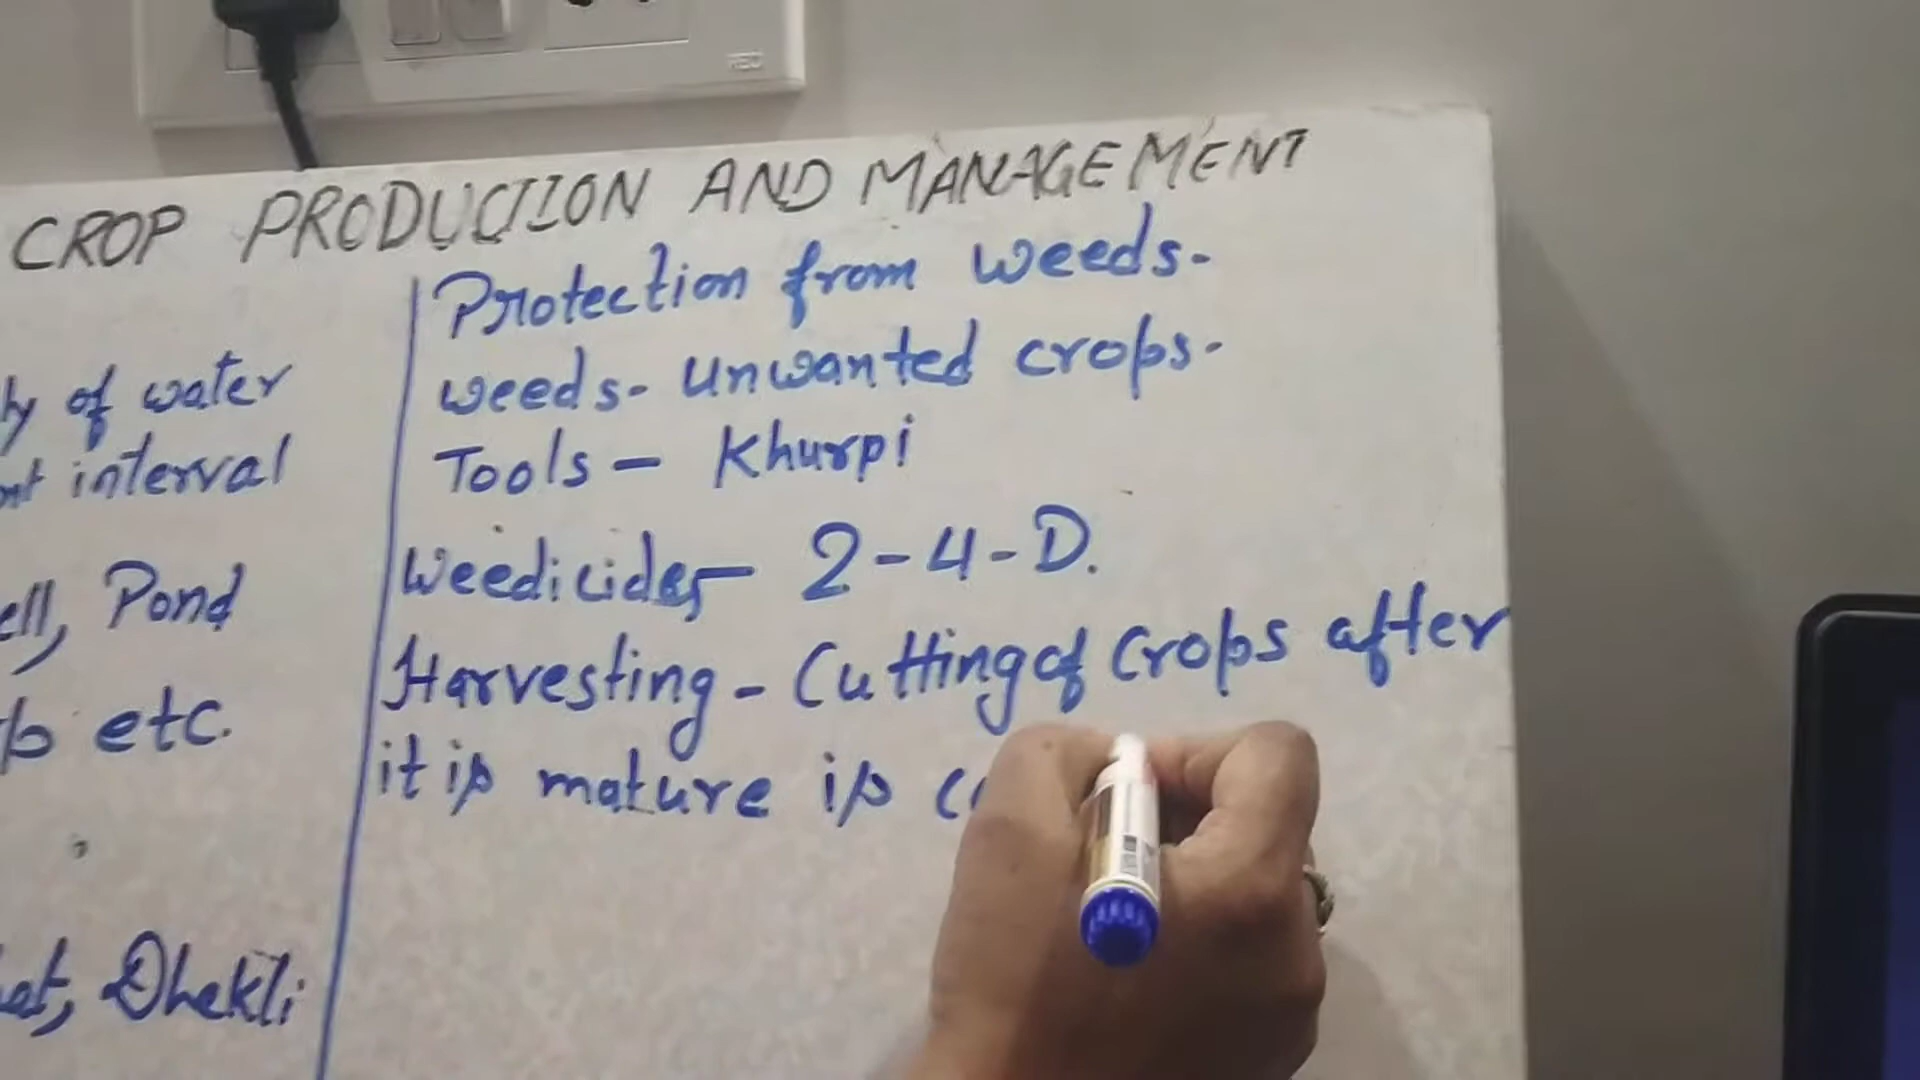 CROP PRODUCTION AND MANAGEMENT
of water
interval
Pond
etc.
Dhekli
Protection from weeds-
weeds- unwanted crops-
Tools - Khurpi
Weedicides- 2-4-D.
Harvesting - Cutting of crops after
it is mature is